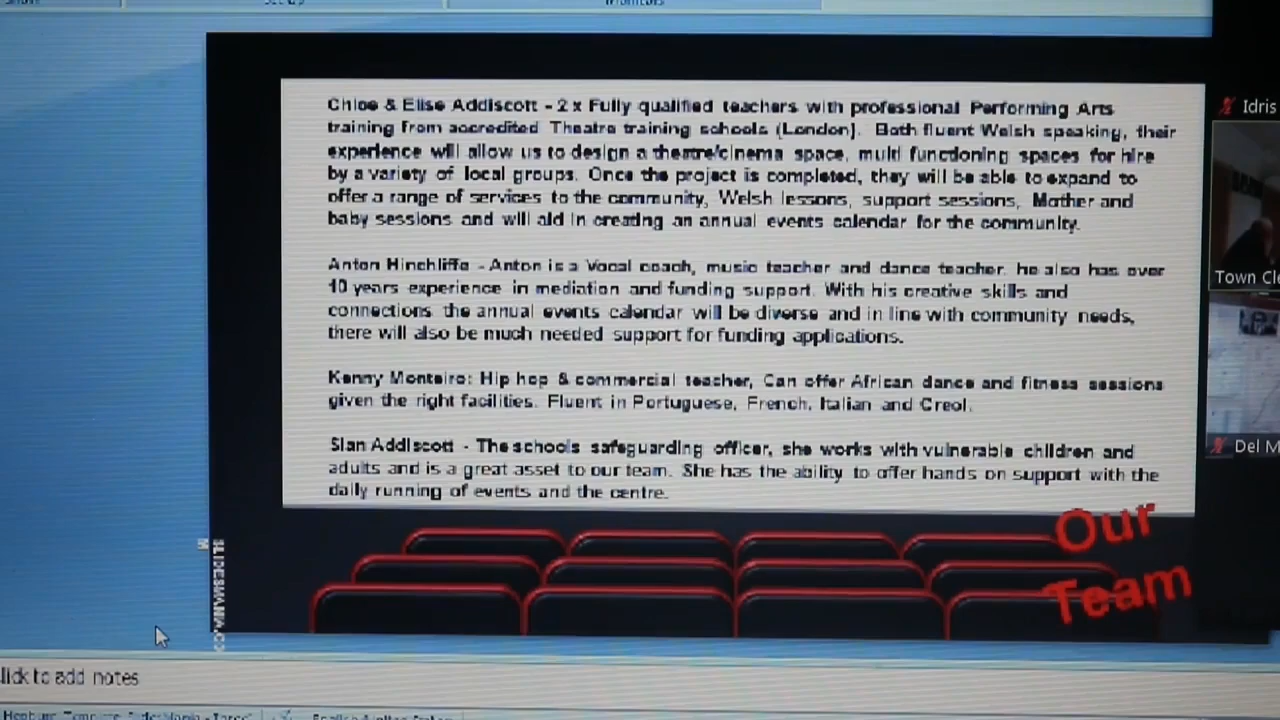 Chloe & Elise Addiscott - 2 x Fully qualified teachers with professional Performing Arts
training from accredited Theatre training schools (London). Both fluent Welsh speaking, their
experience will allow us to design a theatre/cinema space, multi functioning spaces for hire
by a variety of local groups. Once the project is completed, they will be able to expand to
offer a range of services to the community, Welsh lessons, support sessions, Mother and
baby sessions and will aid in creating an annual events calendar for the community.
Anton Hinchliffe - Anton is a Vocal coach, music teacher and dance teacher. he also has over
10 years experience in mediation and funding support. With his creative skills and
connections the annual events calendar will be diverse and in line with community needs,
there will also be much needed support for funding applications.
Kenny Monteiro: Hip hop & commercial teacher, Can offer African dance and fitness sessions
given the right facilities. Fluent in Portuguese, French, Italian and Creol.
Sian Addiscott - The schools safeguarding officer, she works with vulnerable children and
adults and is a great asset to our team. She has the ability to offer hands on support with the
daily running of events and the centre.
Our
Team
Idris
Town Cle
Del M
lick to add notes